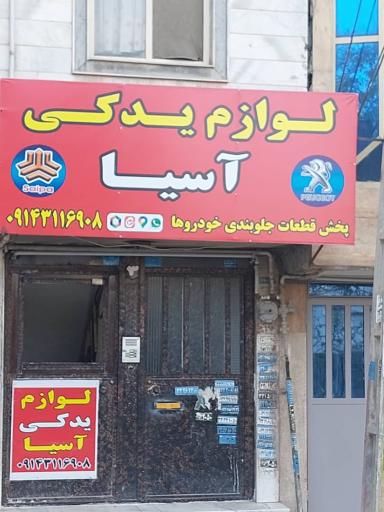 لوازم یدکی
آسیا
Saipa
PEUGEOT
پخش قطعات جلوبندی خودروها
۰۹۱۴۳۱۱۶۹۰۸
لوازم
یدکی
آسیا
۰۹۱۴۳۱۱۶۹۰۸